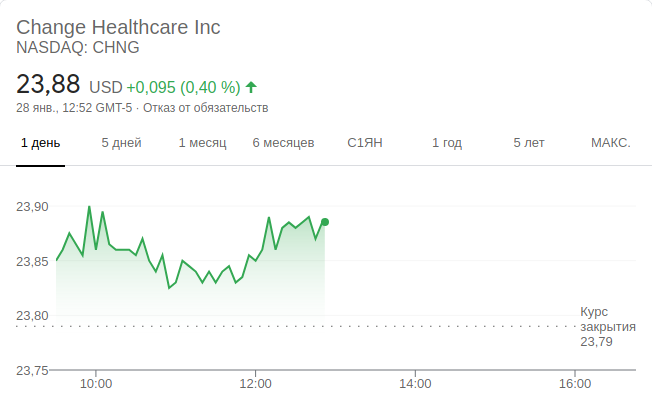 Change Healthcare Inc
NASDAQ: CHNG
23,88 USD +0,095 (0,40 %)
28 янв., 12:52 GMT-5 · Отказ от обязательств
1 день 5 дней 1 месяц 6 месяцев С1ЯН 1 год 5 лет МАКС.
23,90
23,85
23,80
Курс
закрытия
23,79
23,75
10:00 12:00 14:00 16:00